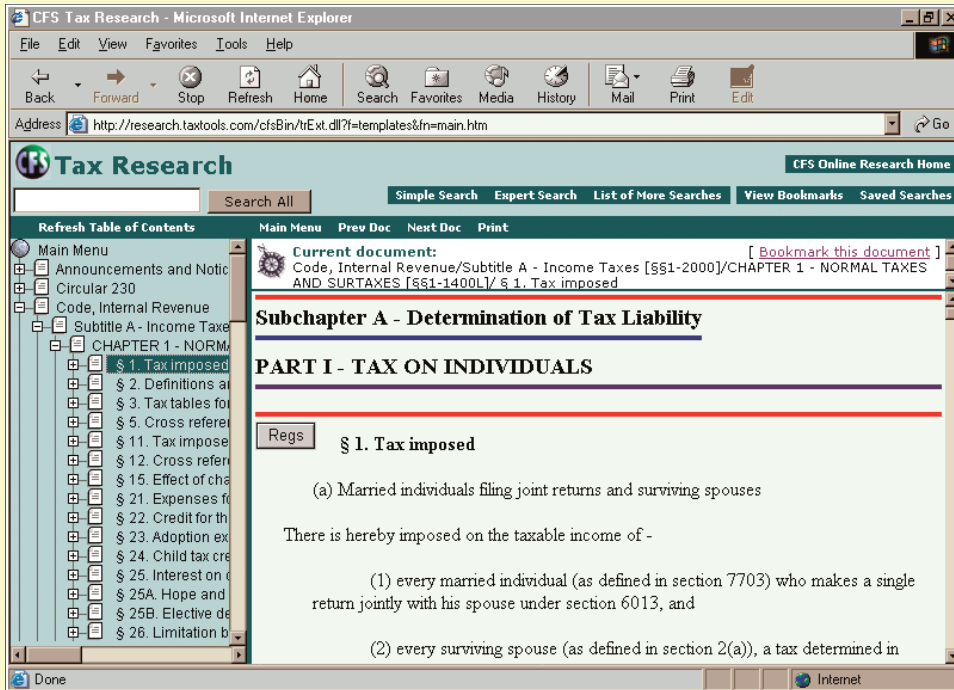 CFS Tax Research - Microsoft Internet Explorer
File Edit View Favorites Tools Help
Back Forward Stop Refresh Home Search Favorites Media History Mail Print Edit
Address http://research.taxtools.com/cfsBin/trExt.dll?f=templates&fn=main.htm Go
CFS Tax Research
CFS Online Research Home
Search All
Simple Search Expert Search List of More Searches View Bookmarks Saved Searches
Refresh Table of Contents
Main Menu Prev Doc Next Doc Print
Main Menu
Announcements and Notic
Circular 230
Code, Internal Revenue
Subtitle A - Income Taxe
CHAPTER 1 - NORM
§ 1. Tax imposed
§ 2. Definitions a
§ 3. Tax tables for
§ 5. Cross refere
§ 11. Tax impose
§ 12. Cross refer
§ 15. Effect of cha
§ 21. Expenses fo
§ 22. Credit for th
§ 23. Adoption ex
§ 24. Child tax cre
§ 25. Interest on
§ 25A. Hope and
§ 25B. Elective de
§ 26. Limitation b
Current document:
[ Bookmark this document ]
Code, Internal Revenue/Subtitle A - Income Taxes [§§1-2000]/CHAPTER 1 - NORMAL TAXES
AND SURTAXES [§§1-1400L]/ § 1. Tax imposed
Subchapter A - Determination of Tax Liability
PART I - TAX ON INDIVIDUALS
Regs
§ 1. Tax imposed
(a) Married individuals filing joint returns and surviving spouses
There is hereby imposed on the taxable income of -
(1) every married individual (as defined in section 7703) who makes a single
return jointly with his spouse under section 6013, and
(2) every surviving spouse (as defined in section 2(a)), a tax determined in
Done
Internet